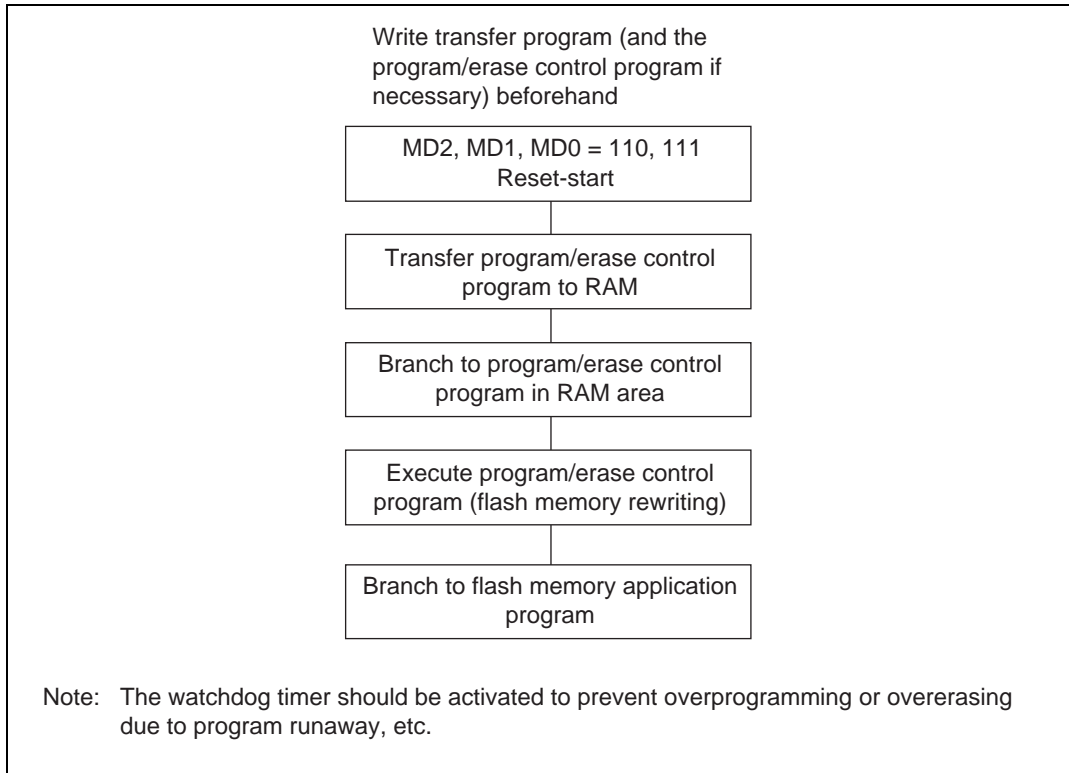 Write transfer program (and the
program/erase control program if
necessary) beforehand
MD2, MD1, MD0 = 110, 111
Reset-start
Transfer program/erase control
program to RAM
Branch to program/erase control
program in RAM area
Execute program/erase control
program (flash memory rewriting)
Branch to flash memory application
program
Note: The watchdog timer should be activated to prevent overprogramming or overerasing
due to program runaway, etc.